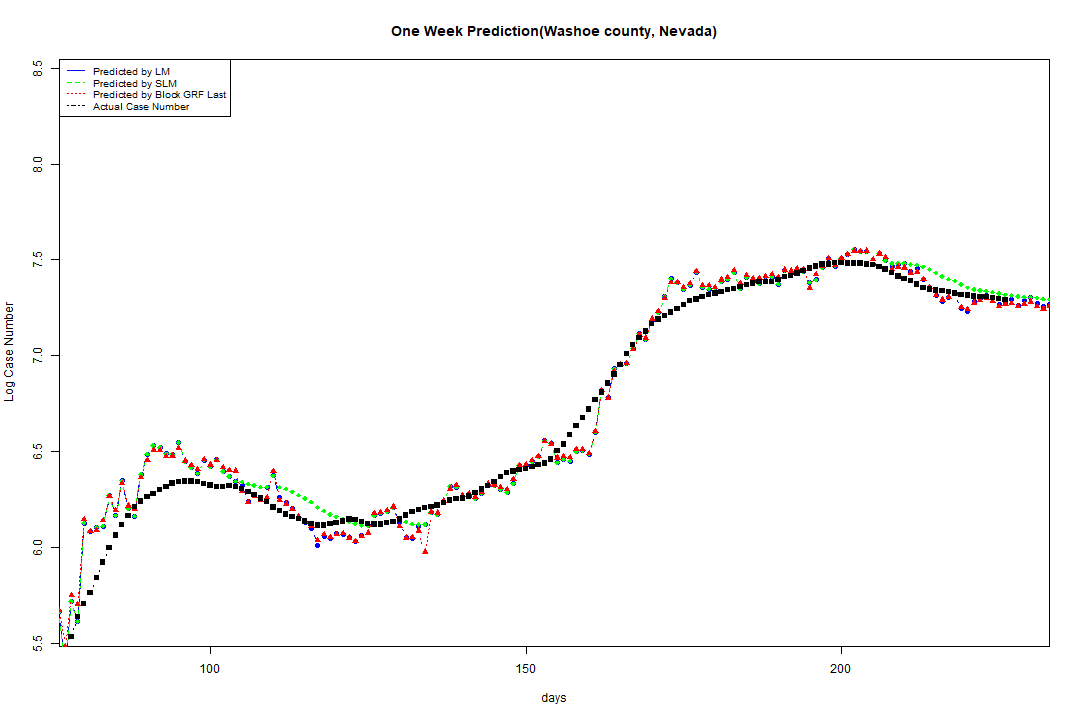 One Week Prediction(Washoe county, Nevada)
Predicted by LM
Predicted by SLM
Predicted by Block GRF Last
Actual Case Number
8.5
8.0
7.5
7.0
6.5
6.0
5.5
Log Case Number
100 150 200
days